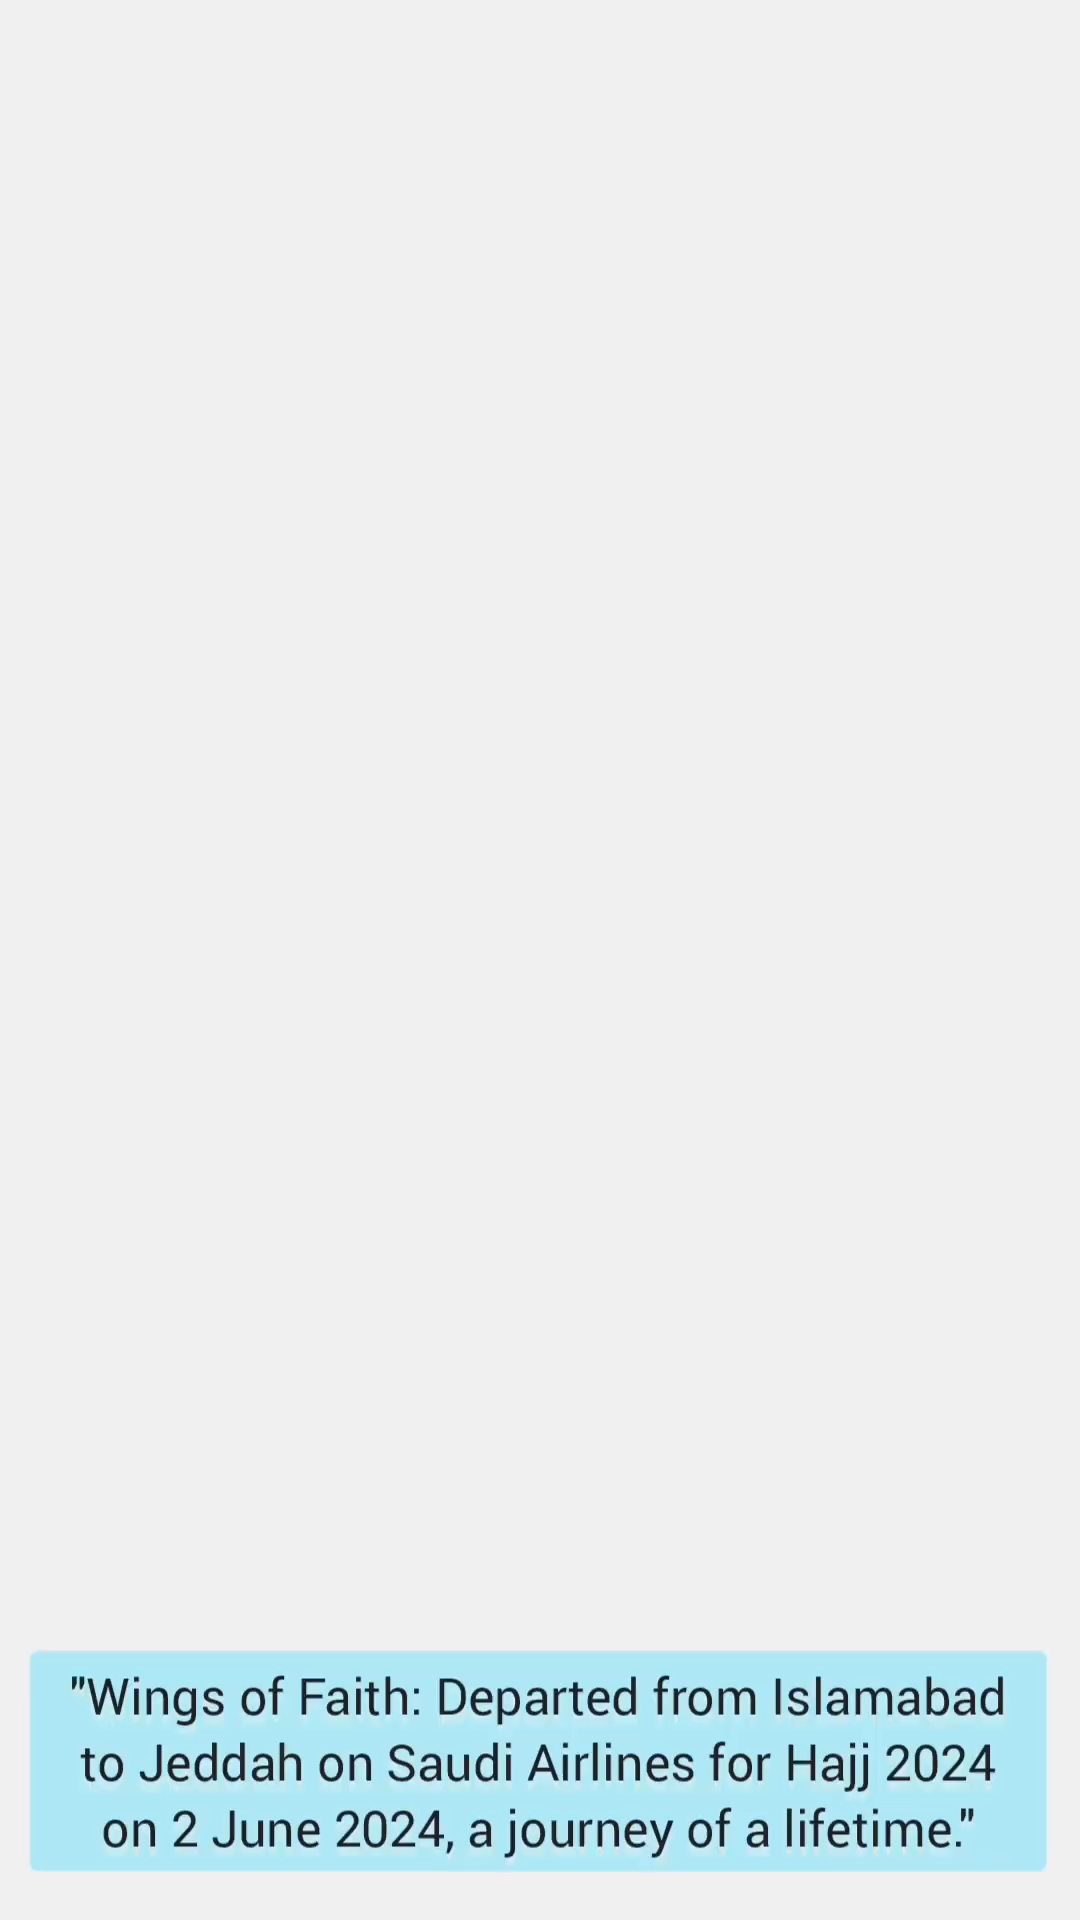 "Wings of Faith: Departed from Islamabad
to Jeddah on Saudi Airlines for Hajj 2024
on 2 June 2024, a journey of a lifetime."